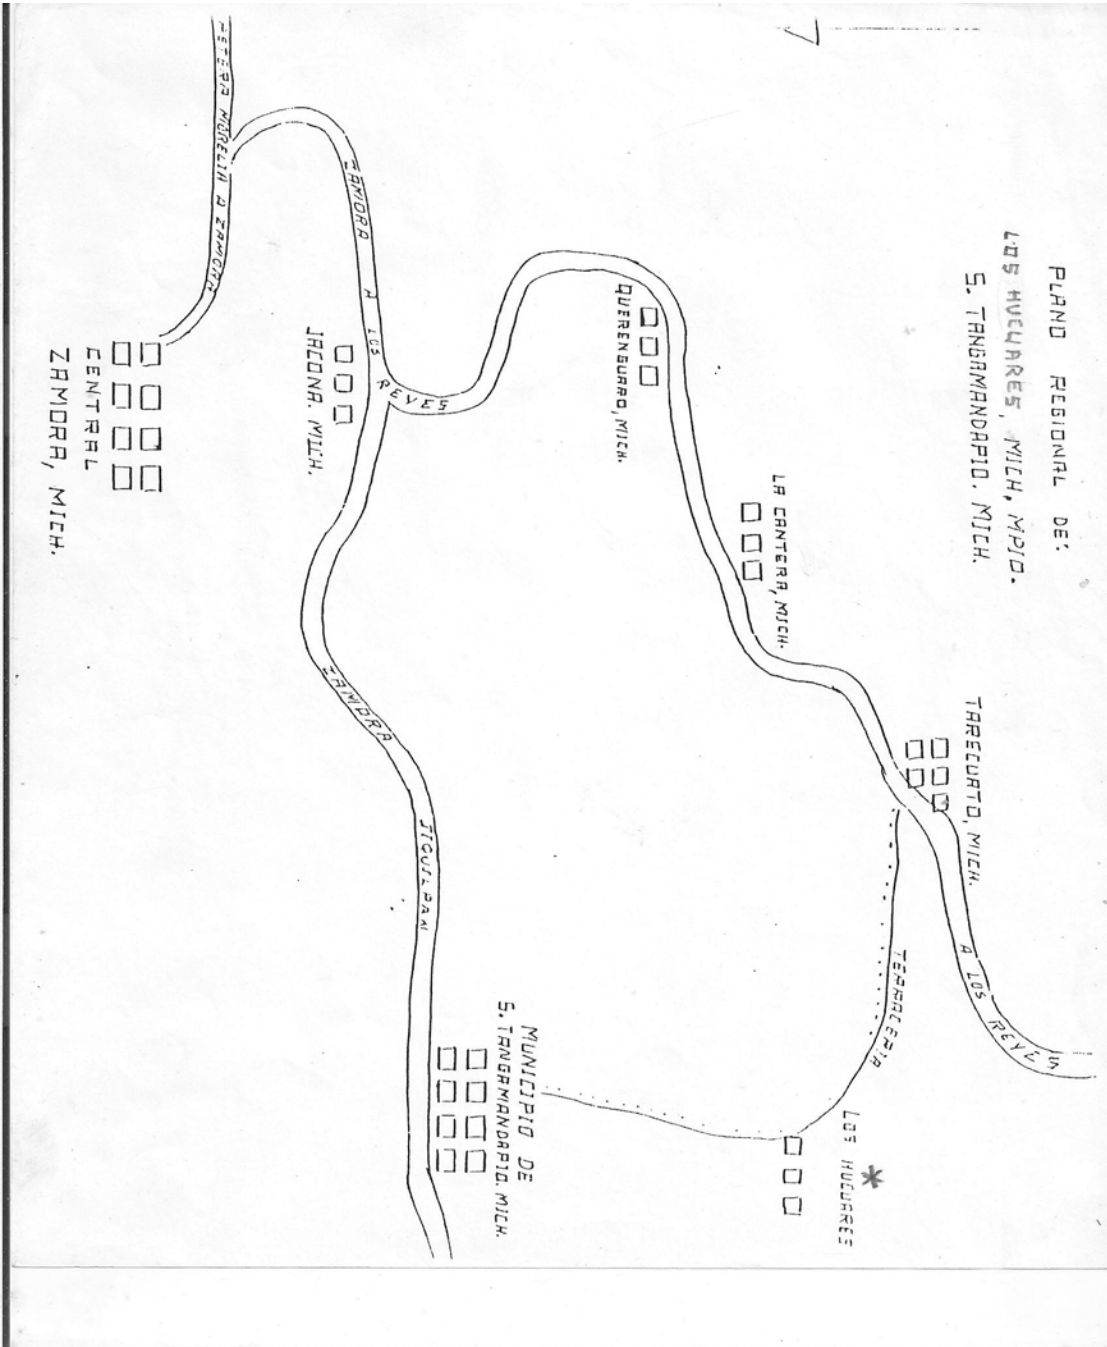 PLANO REGIONAL DE:
LOS HUCUARES, MICH, MPIO.
S. TANGAMANDAPIO. MICH.
A LOS REYES
TARECUATO, MICH.
TERRACERIA
LOS HUCUARES
*
LA CANTERA, MICH.
QUERENGUARO, MICH.
MUNICIPIO DE
S. TANGAMANDAPIO. MICH.
ZAMORA A LOS REYES
JACONA. MICH.
ZAMORA JIQUILPAN
MORELIA A ZAMORA
CENTRAL
ZAMORA, MICH.